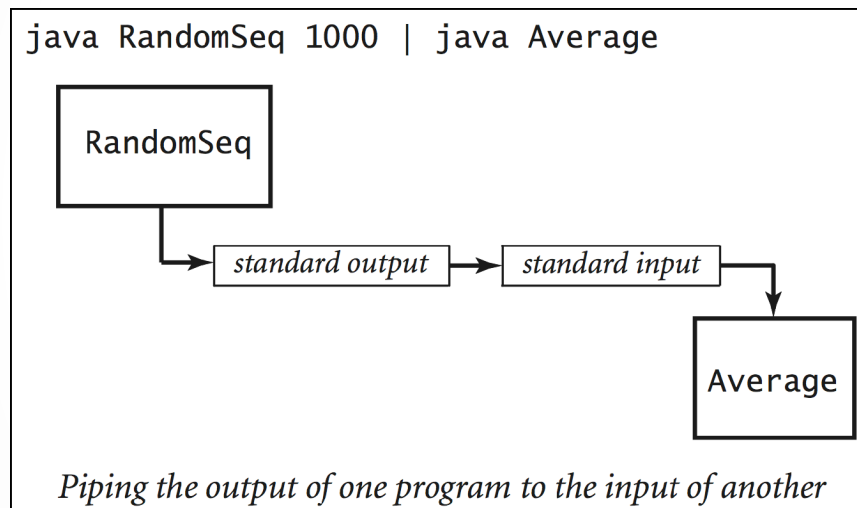 java RandomSeq 1000 | java Average
RandomSeq
standard output
standard input
Average
Piping the output of one program to the input of another